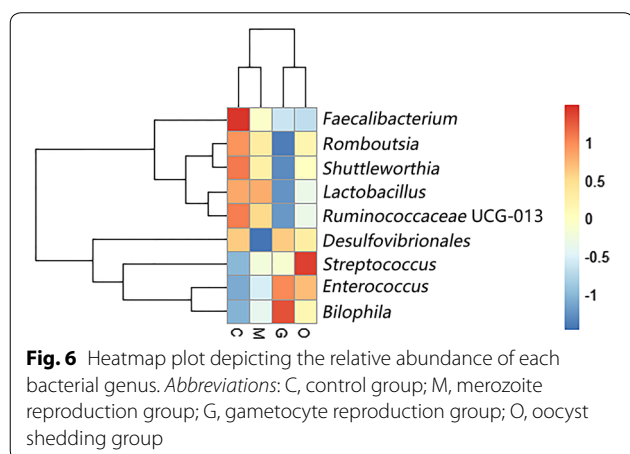 Faecalibacterium
Romboutsia
1
Shuttleworthia
0.5
Lactobacillus
0
Ruminococcaceae UCG-013
Desulfovibrionales
-0.5
Streptococcus
Enterococcus
-1
Bilophila
C M G O
Fig. 6 Heatmap plot depicting the relative abundance of each
bacterial genus. Abbreviations: C, control group; M, merozoite
reproduction group; G, gametocyte reproduction group; O, oocyst
shedding group